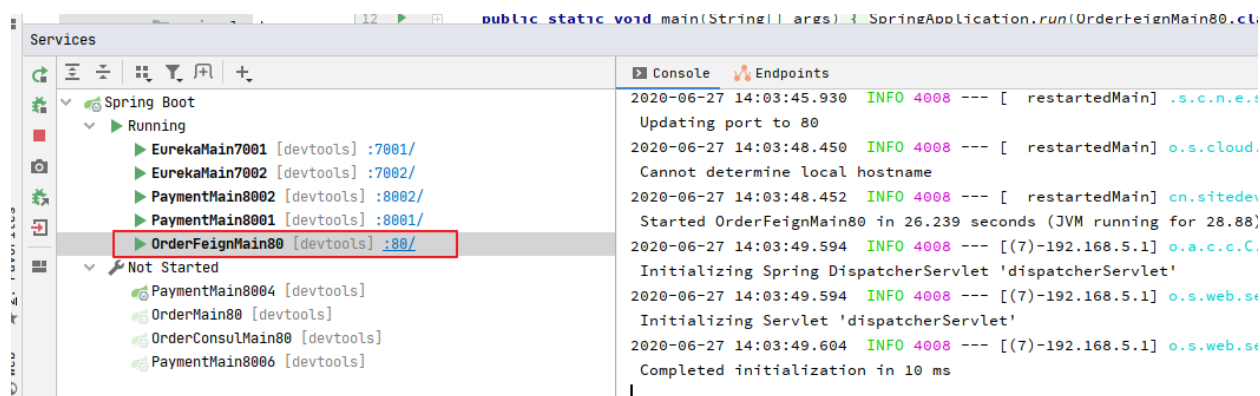 12 public static void main(String[] args) { SpringApplication.run(OrderFeignMain80.cl
Services
Console Endpoints
Spring Boot
Running
EurekaMain7001 [devtools] :7001/
EurekaMain7002 [devtools] :7002/
PaymentMain8002 [devtools] :8002/
PaymentMain8001 [devtools] :8001/
OrderFeignMain80 [devtools] :80/
Not Started
PaymentMain8004 [devtools]
OrderMain80 [devtools]
OrderConsulMain80 [devtools]
PaymentMain8006 [devtools]
2020-06-27 14:03:45.930 INFO 4008 --- [ restartedMain] .s.c.n.e.s
Updating port to 80
2020-06-27 14:03:48.450 INFO 4008 --- [ restartedMain] o.s.cloud.
Cannot determine local hostname
2020-06-27 14:03:48.452 INFO 4008 --- [ restartedMain] cn.sitedev
Started OrderFeignMain80 in 26.239 seconds (JVM running for 28.88)
2020-06-27 14:03:49.594 INFO 4008 --- [(7)-192.168.5.1] o.a.c.c.C.
Initializing Spring DispatcherServlet 'dispatcherServlet'
2020-06-27 14:03:49.594 INFO 4008 --- [(7)-192.168.5.1] o.s.web.se
Initializing Servlet 'dispatcherServlet'
2020-06-27 14:03:49.604 INFO 4008 --- [(7)-192.168.5.1] o.s.web.se
Completed initialization in 10 ms